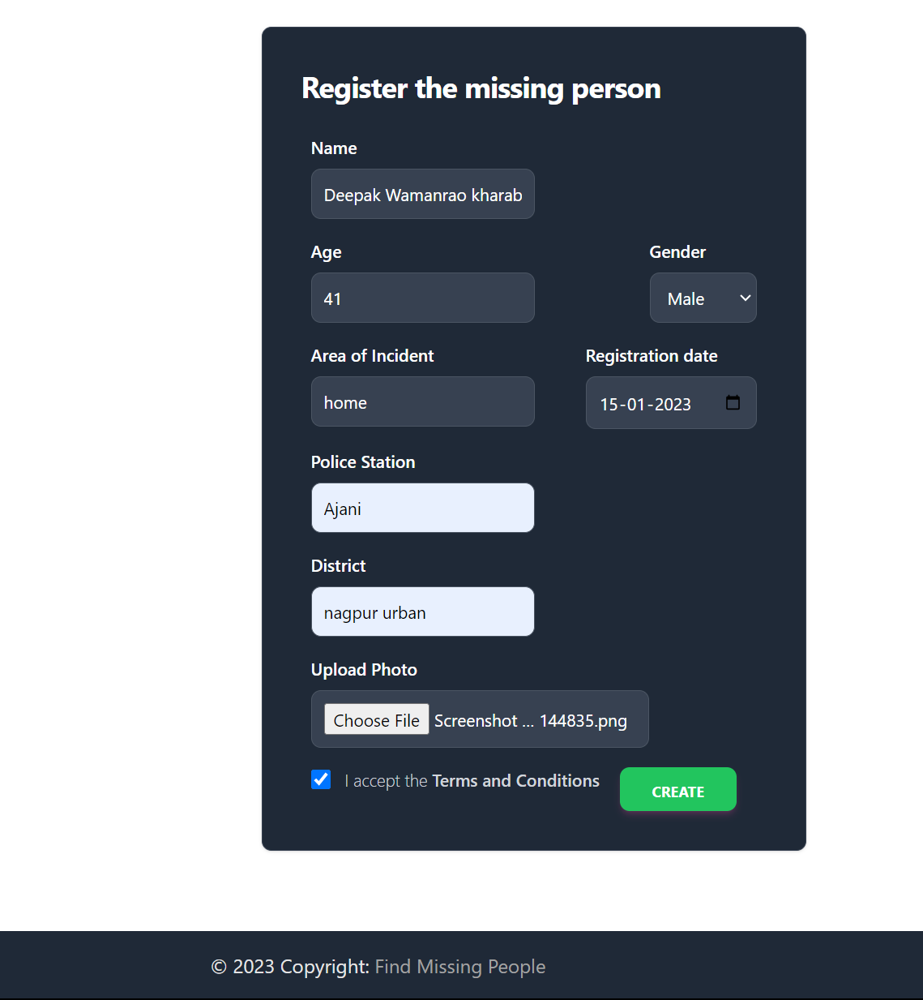 Register the missing person
Name
Deepak Wamanrao kharab
Age
Gender
41
Male
Area of Incident
Registration date
home
15-01-2023
Police Station
Ajani
District
nagpur urban
Upload Photo
Choose File Screenshot ... 144835.png
I accept the Terms and Conditions
CREATE
© 2023 Copyright: Find Missing People